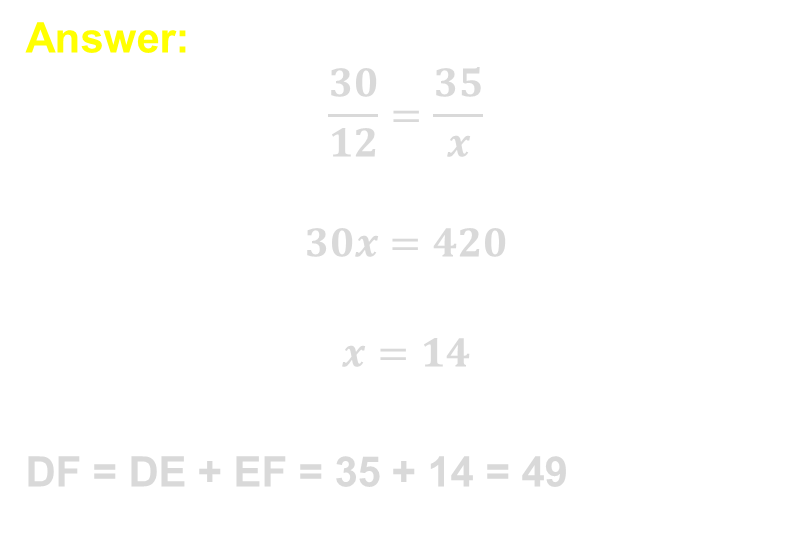 Answer:
30/12 = 35/x
30x = 420
x = 14
DF = DE + EF = 35 + 14 = 49